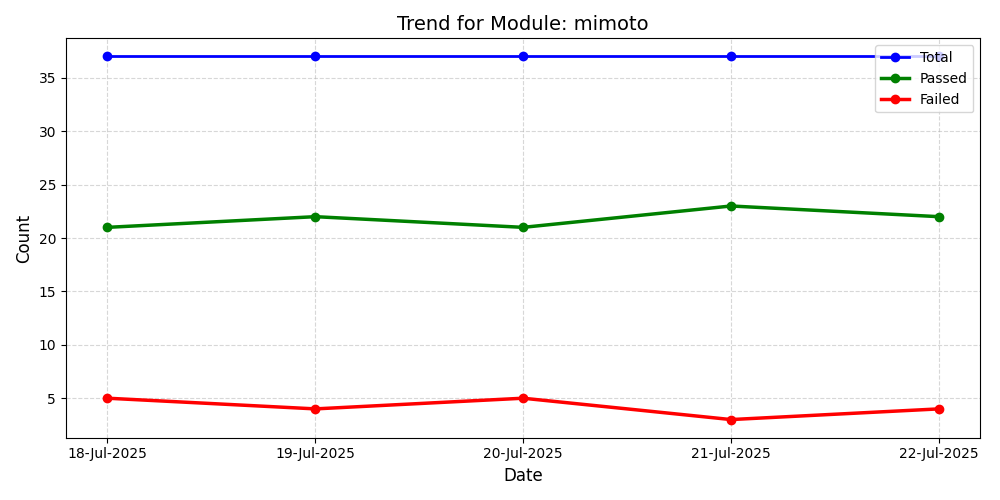 Trend for Module: mimoto
Total
Passed
Failed
35
30
25
20
15
10
5
Count
18-Jul-2025
19-Jul-2025
20-Jul-2025
21-Jul-2025
22-Jul-2025
Date